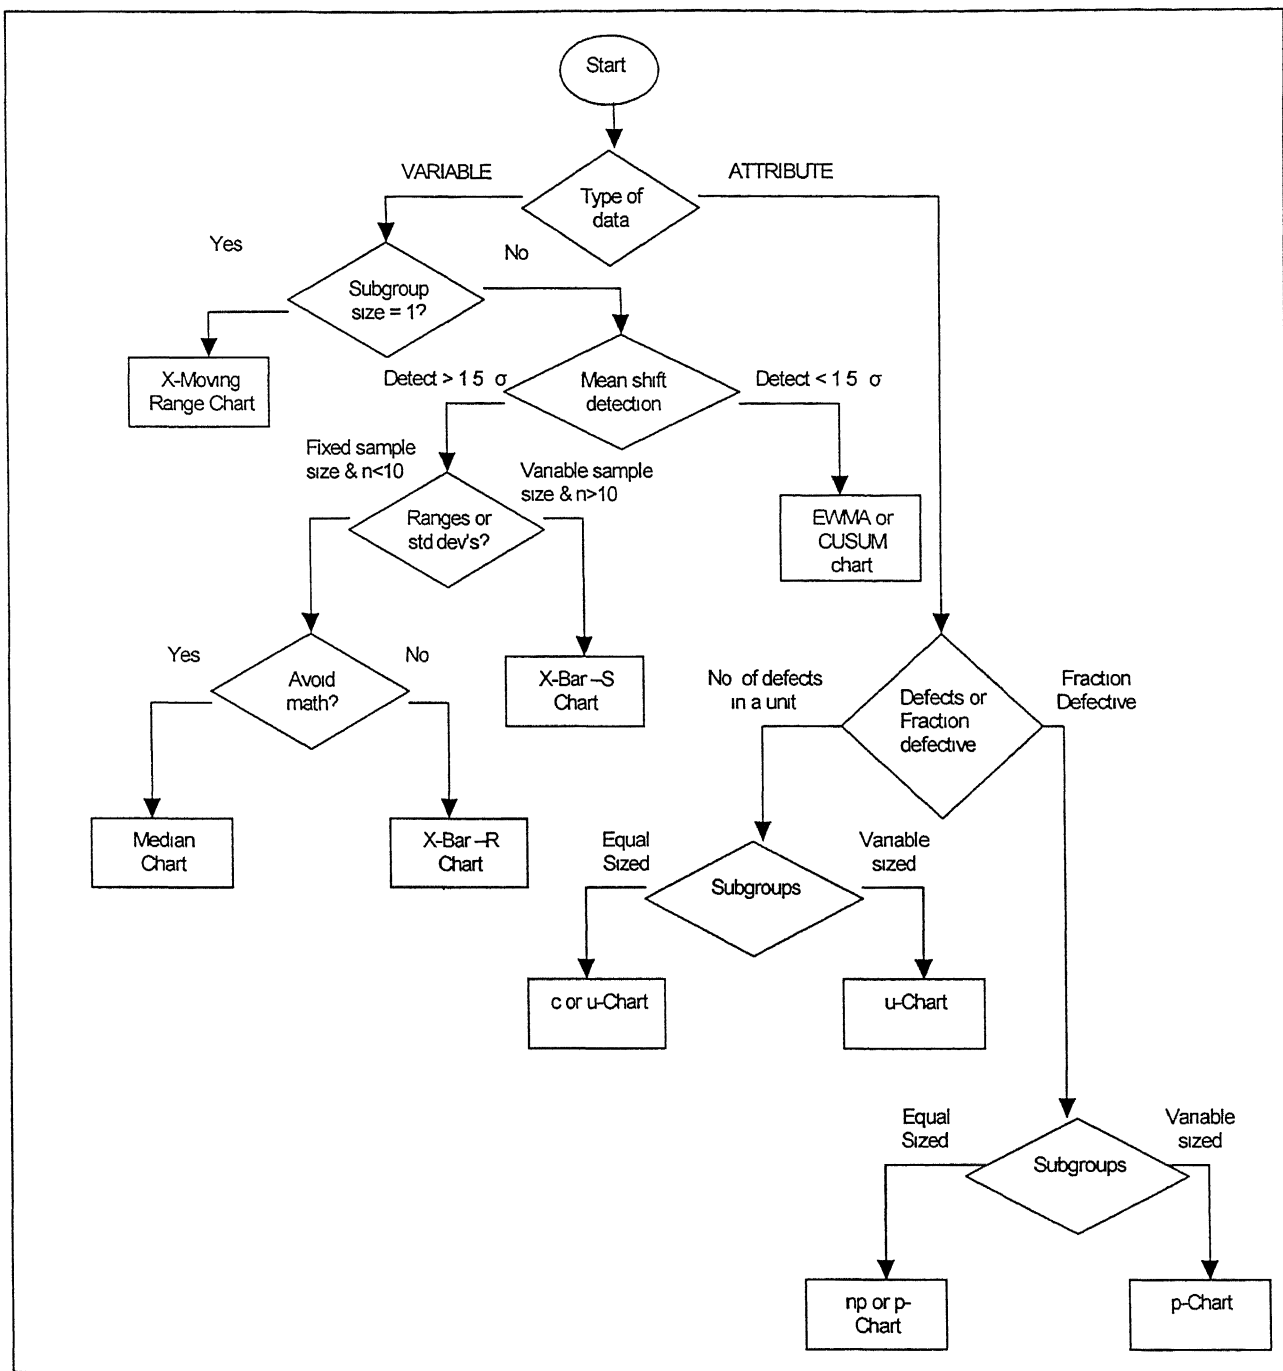 Start
VARIABLE
ATTRIBUTE
Type of
data
Yes
No
Subgroup
size = 1?
X-Moving
Range Chart
Detect > 1 5 σ
Mean shift
detection
Detect < 1 5 σ
Fixed sample
size & n<10
Variable sample
size & n>10
Ranges or
std dev's?
EWMA or
CUSUM
chart
Yes
Avoid
math?
No
X-Bar –S
Chart
No of defects
in a unit
Defects or
Fraction
defective
Fraction
Defective
Median
Chart
X-Bar –R
Chart
Equal
Sized
Subgroups
Variable
sized
c or u-Chart
u-Chart
Equal
Sized
Subgroups
Variable
sized
np or p-
Chart
p-Chart